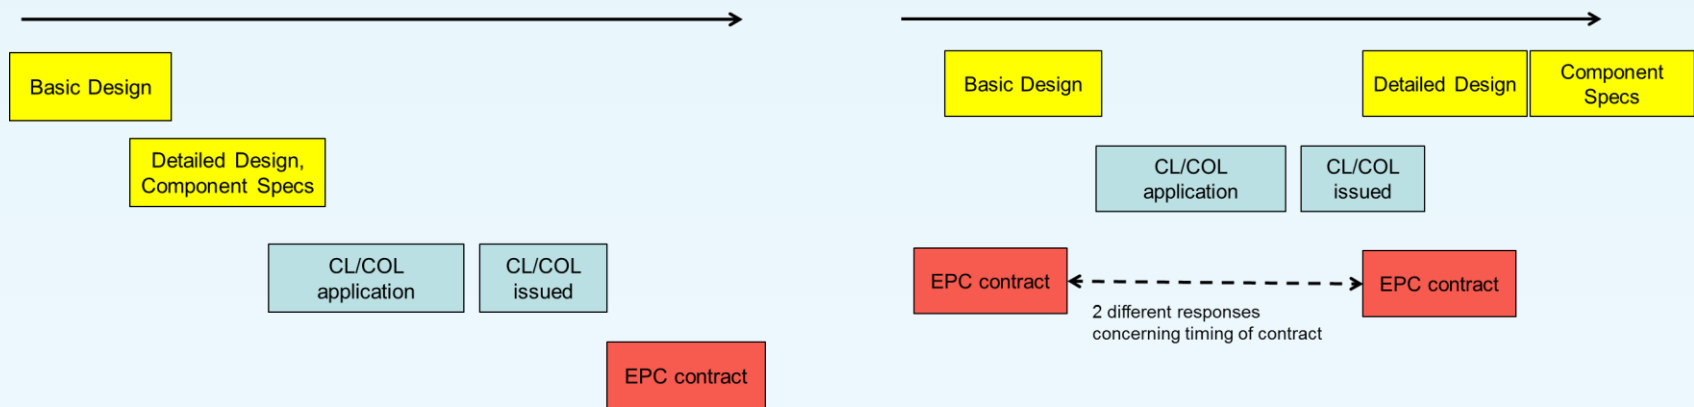 Basic Design
Detailed Design,
Component Specs
CL/COL
application
CL/COL
issued
EPC contract
Basic Design
Detailed Design
Component
Specs
CL/COL
application
CL/COL
issued
EPC contract
EPC contract
2 different responses
concerning timing of contract